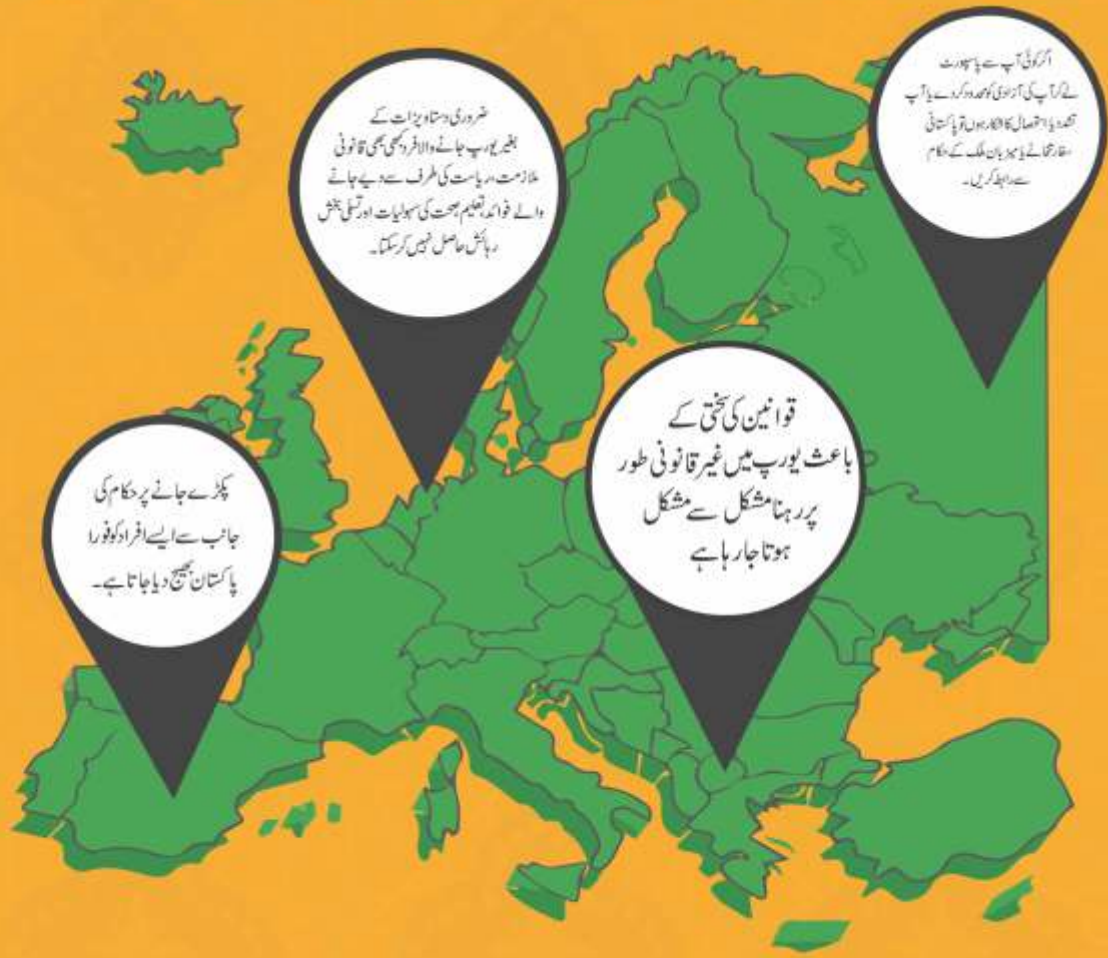 اگر کوئی آپ سے پاسپورٹ
لے کر آپ کی آزادی کو محدود کر دے یا آپ
تشدد یا استحصال کا شکار ہوں تو پاکستانی
سفارتخانے یا میزبان ملک کے حکام
سے رابطہ کریں۔
ضروری دستاویزات کے
بغیر یورپ جانے والا فرد کبھی بھی قانونی
ملازمت، ریاست کی طرف سے دیے جانے
والے فوائد، تعلیم، صحت کی سہولیات اور تسلی بخش
رہائش حاصل نہیں کر سکتا۔
قوانین کی سختی کے
باعث یورپ میں غیر قانونی طور
پر رہنا مشکل سے مشکل
ہوتا جا رہا ہے
پکڑے جانے پر حکام کی
جانب سے ایسے افراد کو فورا
پاکستان بھیج دیا جاتا ہے۔